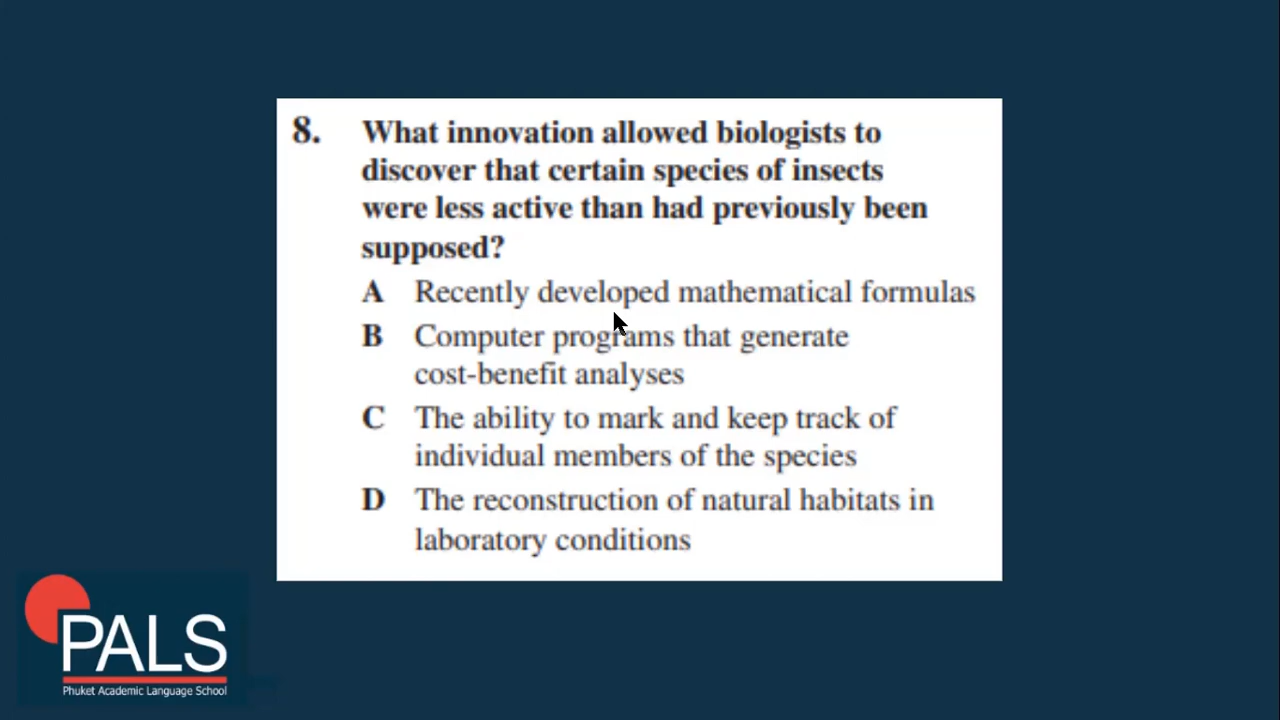 8. What innovation allowed biologists to
discover that certain species of insects
were less active than had previously been
supposed?
A Recently developed mathematical formulas
B Computer programs that generate
cost-benefit analyses
C The ability to mark and keep track of
individual members of the species
D The reconstruction of natural habitats in
laboratory conditions
PALS
Phuket Academic Language School